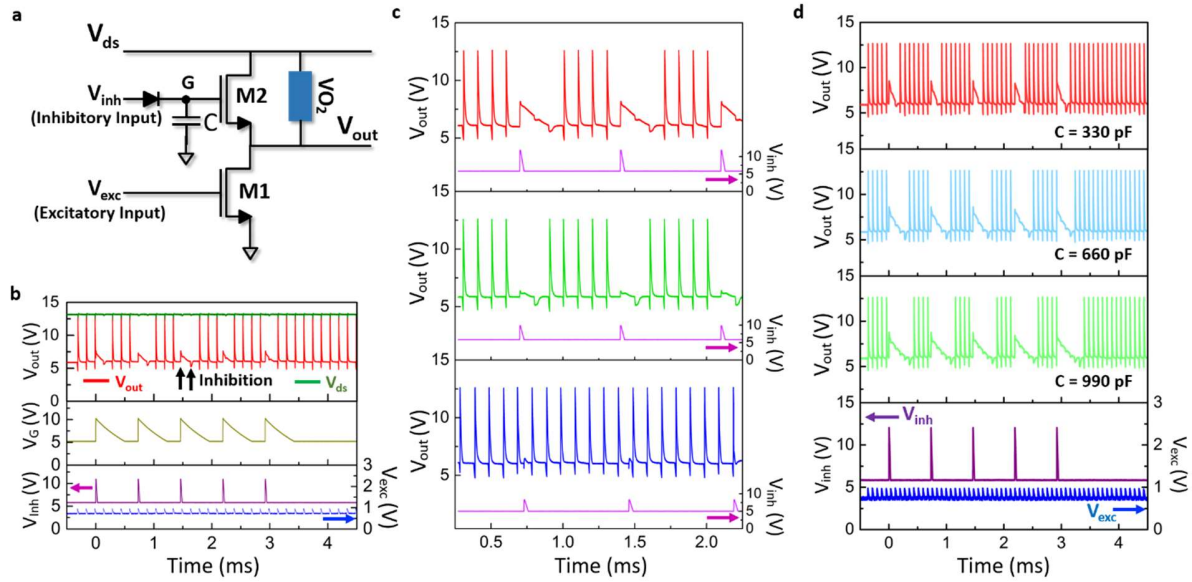 a
V_ds
G
V_inh
(Inhibitory Input)
M2
C
VO₂
V_out
V_exc
(Excitatory Input)
M1
b
15
10
5
0
V_out (V)
V_out
Inhibition
V_ds
10
5
0
V_G (V)
10
5
0
V_Inh (V)
3
2
1
0
V_exc (V)
0 1 2 3 4
Time (ms)
c
15
10
5
V_out (V)
10
5
0
V_inh (V)
15
10
5
V_out (V)
10
5
0
V_inh (V)
15
10
5
V_out (V)
10
5
0
V_inh (V)
0.5 1.0 1.5 2.0
Time (ms)
d
15
10
5
V_out (V)
C = 330 pF
15
10
5
V_out (V)
C = 660 pF
15
10
5
V_out (V)
C = 990 pF
15
10
5
0
V_inh (V)
V_inh
3
2
1
0
V_exc (V)
V_exc
0 1 2 3 4
Time (ms)